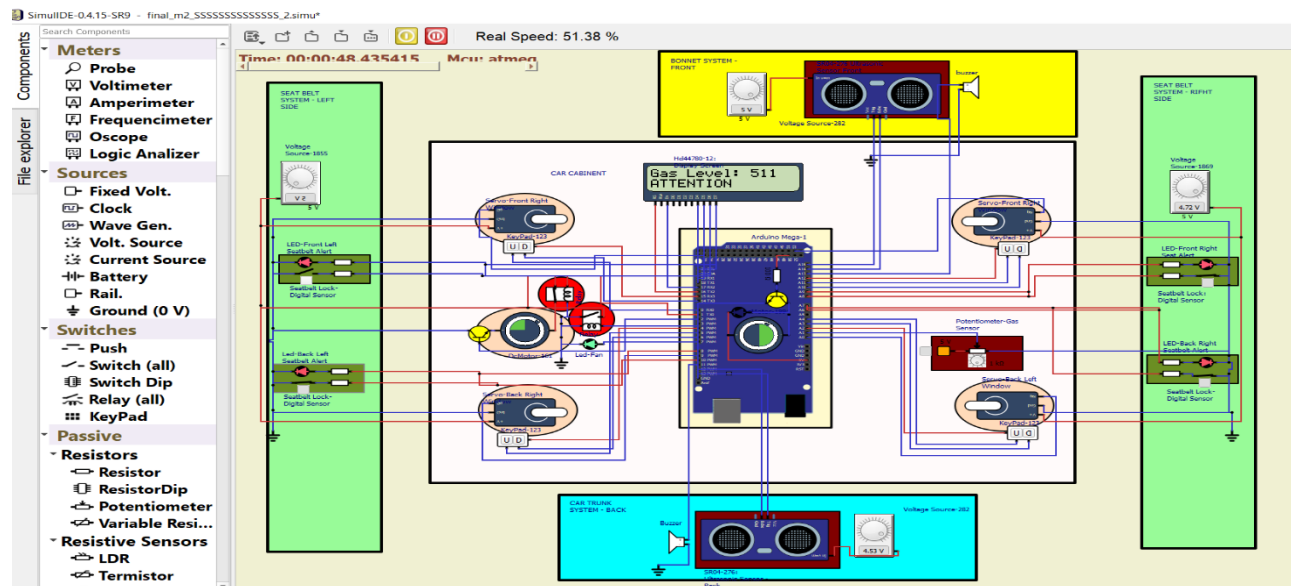 SimulIDE-0.4.15-SR9 - final_m2_SSSSSSSSSSSSSS_2.simu*
Components
File explorer
Search Components
Meters
Probe
Voltimeter
Amperimeter
Frequencimeter
Oscope
Logic Analizer
Sources
Fixed Volt.
Clock
Wave Gen.
Volt. Source
Current Source
Battery
Rail.
Ground (0 V)
Switches
Push
Switch (all)
Switch Dip
Relay (all)
KeyPad
Passive
Resistors
Resistor
ResistorDip
Potentiometer
Variable Resi...
Resistive Sensors
LDR
Termistor
Real Speed: 51.38 %
Time: 00:00:48.435415 Mcu: atmeg
SEAT BELT
SYSTEM - LEFT
SIDE
Voltage
Source-1855
5 V
LED-Front Left
Seatbelt Alert
Seatbelt Lock-
Digital Sensor
Led-Back Left
Seatbelt Alert
Seatbelt Lock-
Digital Sensor
BONNET SYSTEM -
FRONT
5 V
5 V
Voltage Source-282
buzzer
CAR CABINENT
Hd44780-12:
Display Screen
Gas Level: 511
ATTENTION
Servo-Front Right
KeyPad-123
U D
Led-Fan
Servo-Back Right
KeyPad-123
U D
Arduino Mega-1
Servo-Front Right
KeyPad-123
Potentiometer-Gas
Sensor
Servo-Back Left
Window
SEAT BELT
SYSTEM - RIFHT
SIDE
Voltage
Source-1869
4.72 V
5 V
LED-Front Right
Seat Alert
Seatbelt Lock:
Digital Sensor
LED-Back Right
Seatbelt Alert
Seatbelt Lock-
Digital Sensor
CAR TRUNK
SYSTEM - BACK
Buzzer
SR04-276:
Voltage Source-282
4.53 V